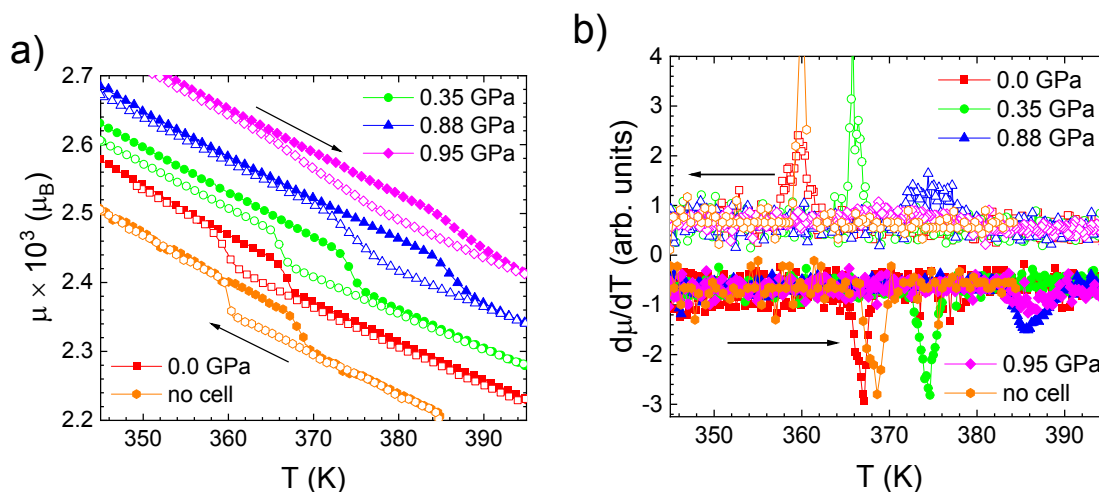 a)
μ × 10³ (μB)
2.7
2.6
2.5
2.4
2.3
2.2
0.35 GPa
0.88 GPa
0.95 GPa
0.0 GPa
no cell
350 360 370 380 390
T (K)
b)
dμ/dT (arb. units)
4
3
2
1
0
-1
-2
-3
0.0 GPa
0.35 GPa
0.88 GPa
0.95 GPa
no cell
350 360 370 380 390
T (K)